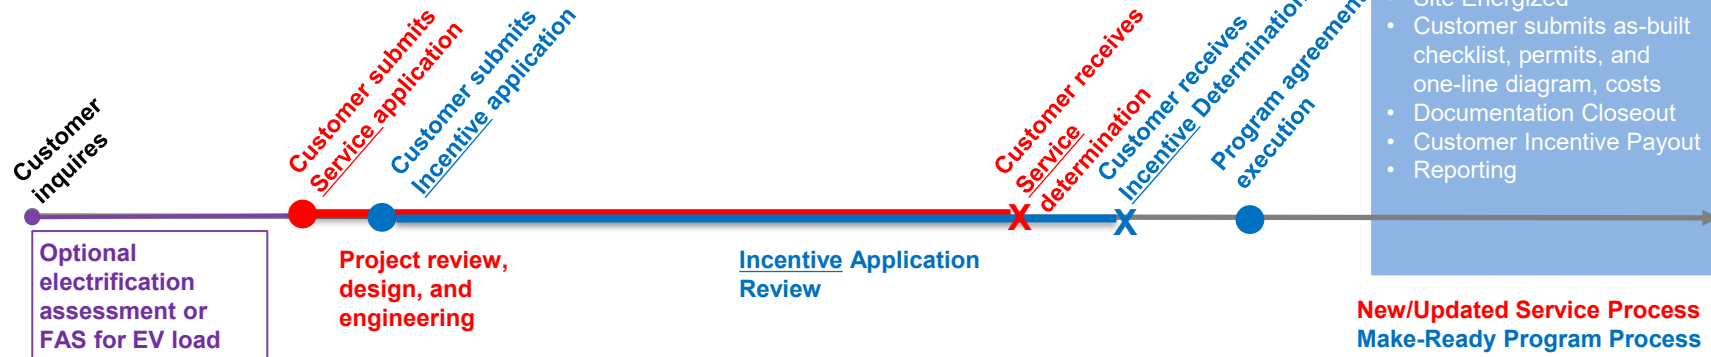 Customer
inquires
Customer submits
Service application
Customer submits
Incentive application
Customer receives
Service
determination
Customer receives
Incentive Determination
Program agreement
execution
• Site Energized
• Customer submits as-built
checklist, permits, and
one-line diagram, costs
• Documentation Closeout
• Customer Incentive Payout
• Reporting
X
X
Optional
electrification
assessment or
FAS for EV load
Project review,
design, and
engineering
Incentive Application
Review
New/Updated Service Process
Make-Ready Program Process